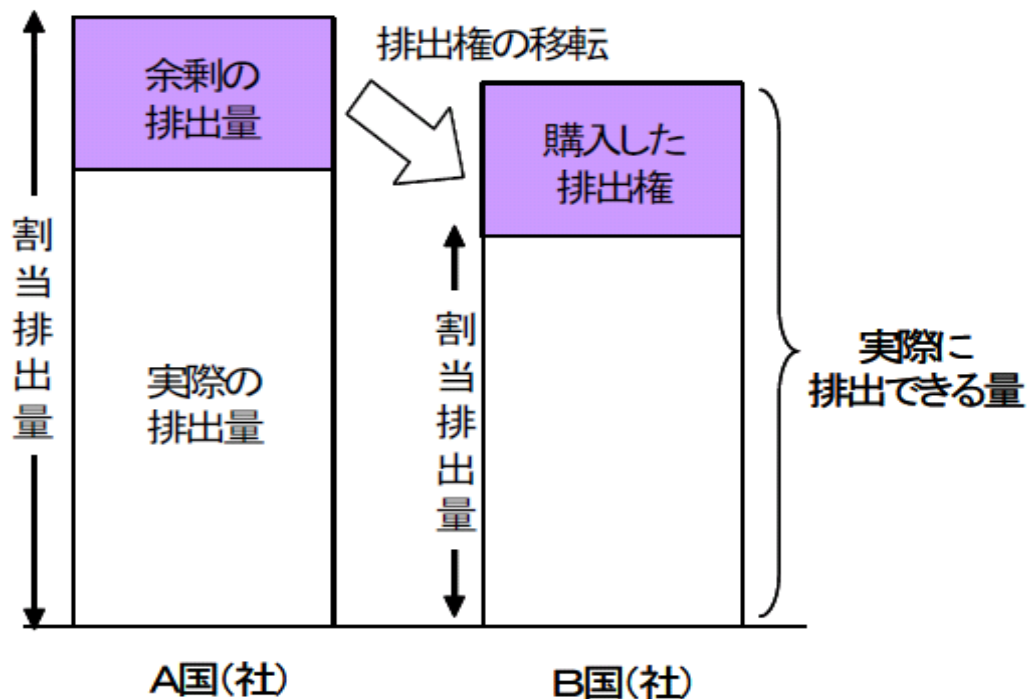 排出権の移転
余剰の
排出量
購入した
排出権
割当排出量
実際の
排出量
割当排出量
実際に
排出できる量
A国(社)
B国(社)